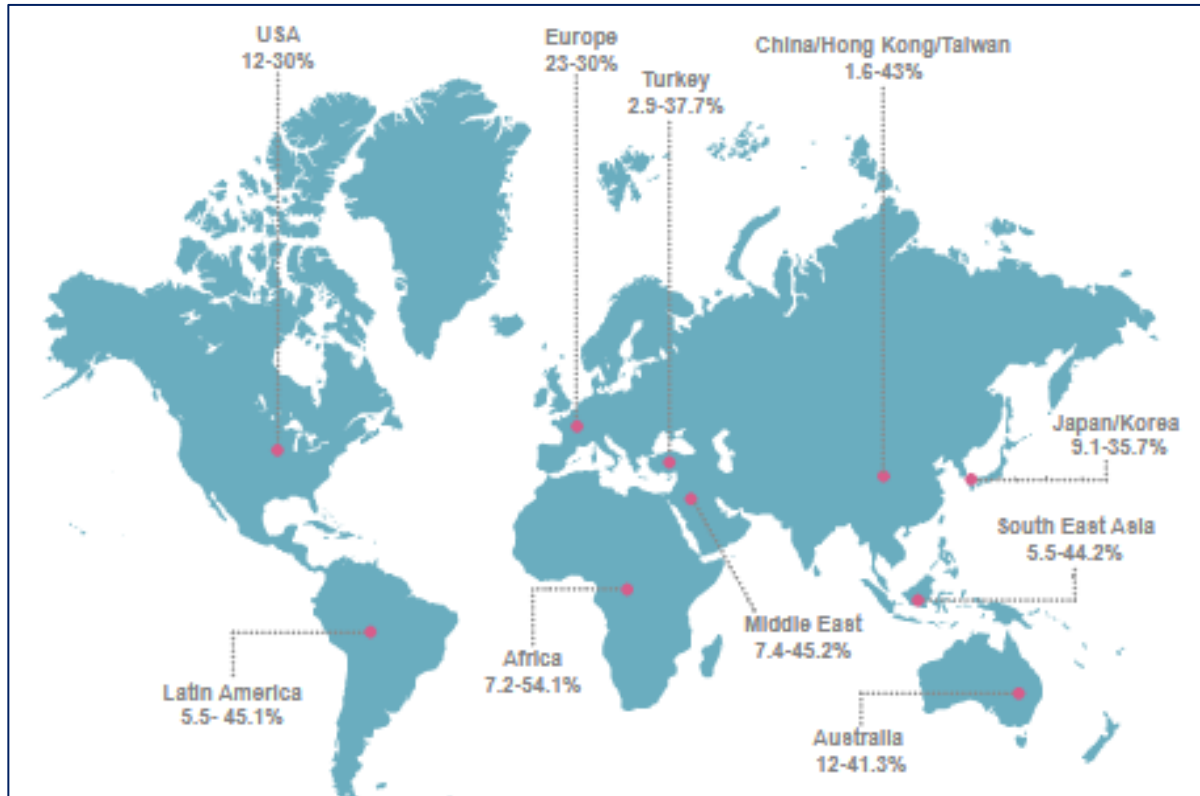 USA
12-30%
Europe
23-30%
China/Hong Kong/Taiwan
1.6-43%
Turkey
2.9-37.7%
Japan/Korea
9.1-35.7%
South East Asia
5.5-44.2%
Middle East
7.4-45.2%
Africa
7.2-54.1%
Latin America
5.5- 45.1%
Australia
12-41.3%